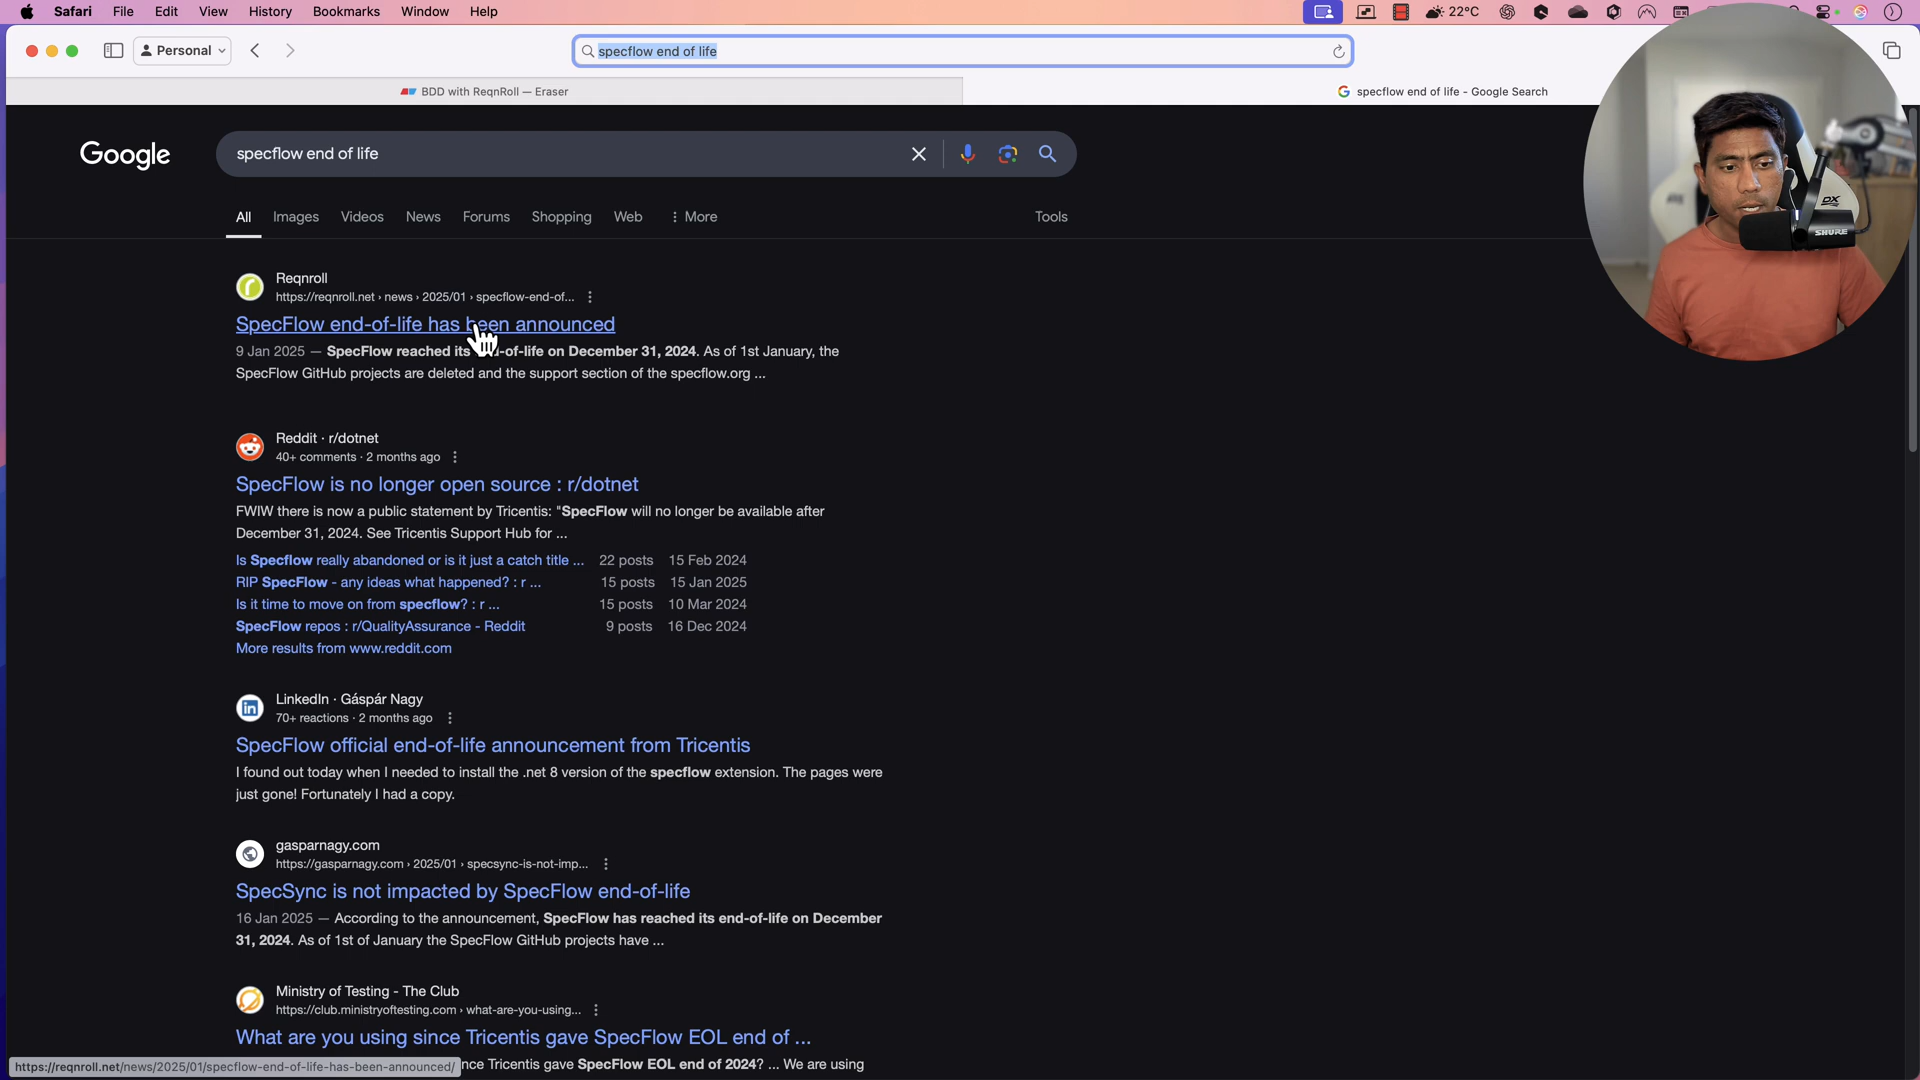 Safari File Edit View History Bookmarks Window Help 22°C
Personal
specflow end of life
BDD with ReqnRoll — Eraser
specflow end of life - Google Search
Google
specflow end of life
All Images Videos News Forums Shopping Web More Tools
Reqnroll
https://reqnroll.net › news › 2025/01 › specflow-end-of...
SpecFlow end-of-life has been announced
9 Jan 2025 — SpecFlow reached its -of-life on December 31, 2024. As of 1st January, the
SpecFlow GitHub projects are deleted and the support section of the specflow.org ...
Reddit · r/dotnet
40+ comments · 2 months ago
SpecFlow is no longer open source : r/dotnet
FWIW there is now a public statement by Tricentis: "SpecFlow will no longer be available after
December 31, 2024. See Tricentis Support Hub for ...
Is Specflow really abandoned or is it just a catch title ... 22 posts 15 Feb 2024
RIP SpecFlow - any ideas what happened? : r ... 15 posts 15 Jan 2025
Is it time to move on from specflow? : r ... 15 posts 10 Mar 2024
SpecFlow repos : r/QualityAssurance - Reddit 9 posts 16 Dec 2024
More results from www.reddit.com
LinkedIn · Gáspár Nagy
70+ reactions · 2 months ago
SpecFlow official end-of-life announcement from Tricentis
I found out today when I needed to install the .net 8 version of the specflow extension. The pages were
just gone! Fortunately I had a copy.
gasparnagy.com
https://gasparnagy.com › 2025/01 › specsync-is-not-imp...
SpecSync is not impacted by SpecFlow end-of-life
16 Jan 2025 — According to the announcement, SpecFlow has reached its end-of-life on December
31, 2024. As of 1st of January the SpecFlow GitHub projects have ...
Ministry of Testing - The Club
https://club.ministryoftesting.com › what-are-you-using...
What are you using since Tricentis gave SpecFlow EOL end of ...
nce Tricentis gave SpecFlow EOL end of 2024? ... We are using
https://reqnroll.net/news/2025/01/specflow-end-of-life-has-been-announced/
DX
SHURE